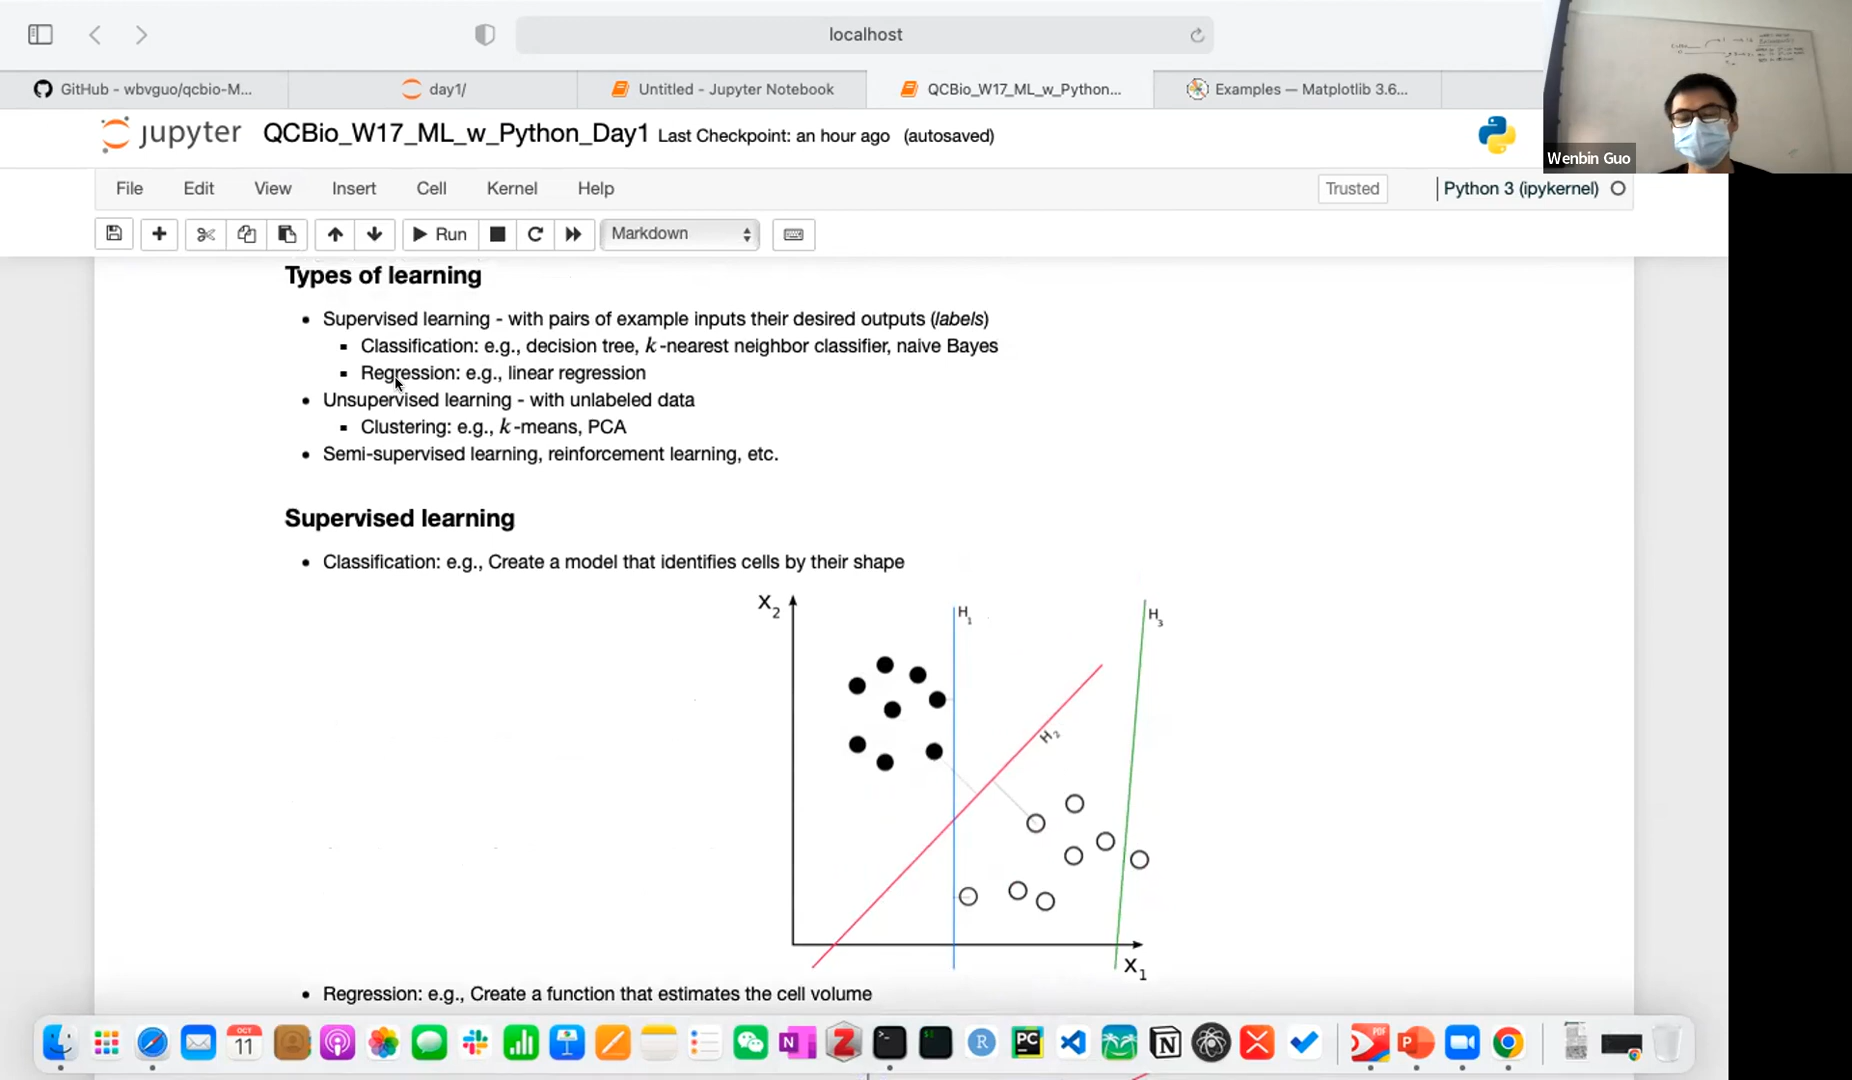 localhost
GitHub - wbvguo/qcbio-M...
day1/
Untitled - Jupyter Notebook
QCBio_W17_ML_w_Python...
Examples — Matplotlib 3.6...
Wenbin Guo
jupyter QCBio_W17_ML_w_Python_Day1 Last Checkpoint: an hour ago (autosaved)
File Edit View Insert Cell Kernel Help
Trusted
Python 3 (ipykernel)
Run
Markdown
Types of learning
• Supervised learning - with pairs of example inputs their desired outputs (labels)
▪ Classification: e.g., decision tree, k-nearest neighbor classifier, naive Bayes
▪ Regression: e.g., linear regression
• Unsupervised learning - with unlabeled data
▪ Clustering: e.g., k-means, PCA
• Semi-supervised learning, reinforcement learning, etc.
Supervised learning
• Classification: e.g., Create a model that identifies cells by their shape
X2
H1
H3
H2
X1
• Regression: e.g., Create a function that estimates the cell volume
OCT
11
N
Z
R
PC
N
X
PDF
P